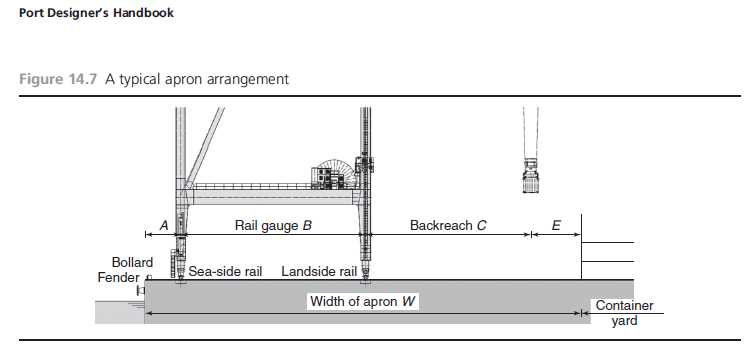 Port Designer's Handbook
Figure 14.7 A typical apron arrangement
A
Rail gauge B
Backreach C
E
Bollard
Fender
Sea-side rail
Landside rail
Width of apron W
Container
yard